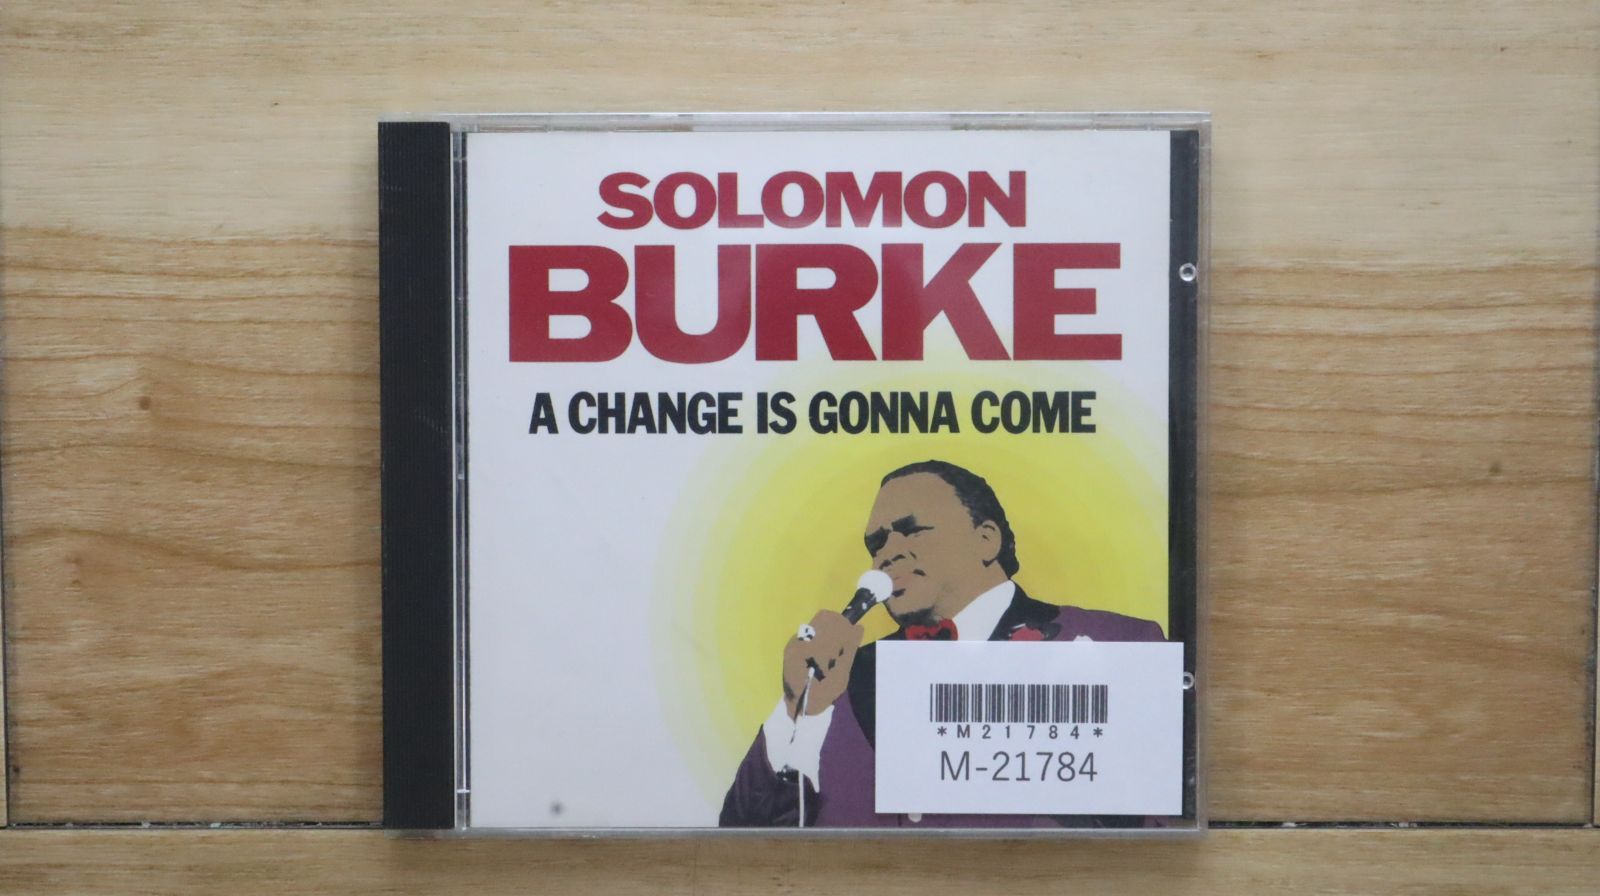 SOLOMON
BURKE
A CHANGE IS GONNA COME
*M21784*
M-21784